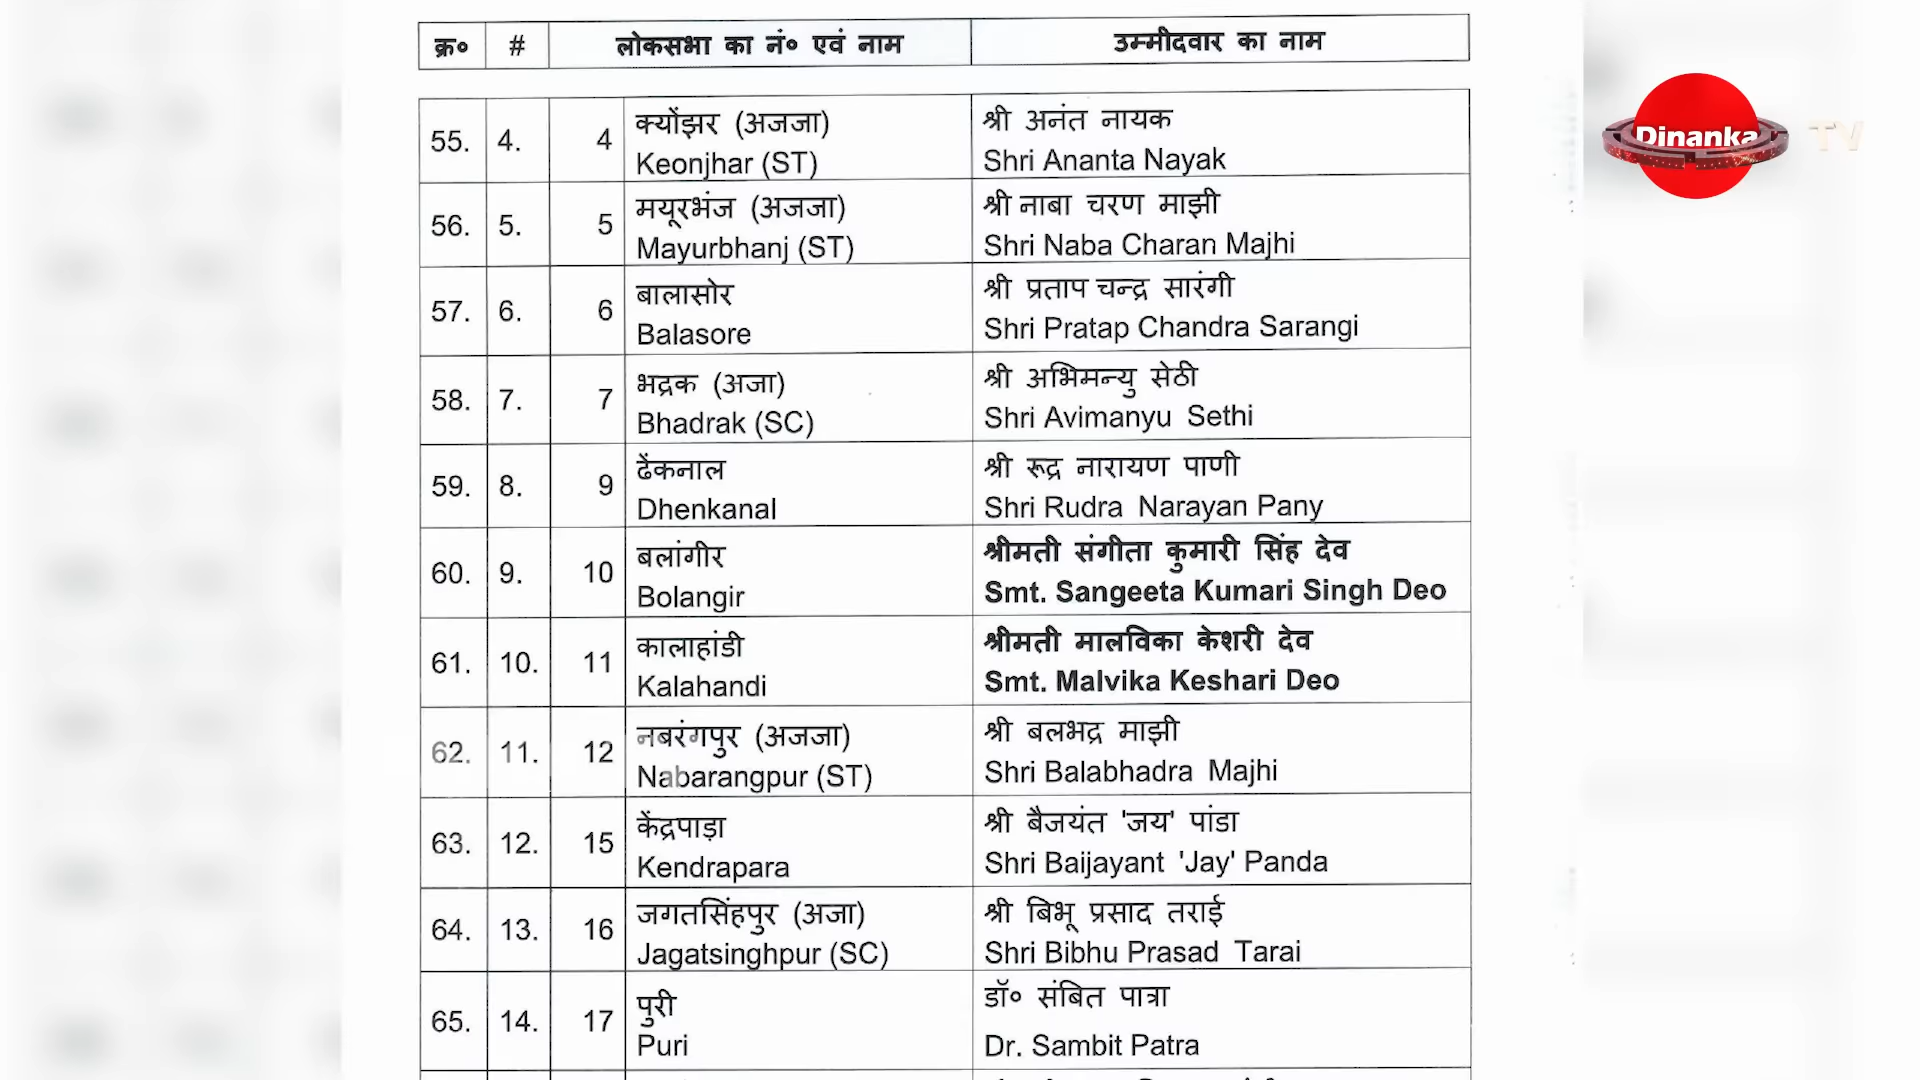 क्र० # लोकसभा का नं० एवं नाम उम्मीदवार का नाम
Dinanka TV
55. 4. 4 क्योंझर (अजजा) श्री अनंत नायक
Keonjhar (ST) Shri Ananta Nayak
56. 5. 5 मयूरभंज (अजजा) श्री नाबा चरण माझी
Mayurbhanj (ST) Shri Naba Charan Majhi
57. 6. 6 बालासोर श्री प्रताप चन्द्र सारंगी
Balasore Shri Pratap Chandra Sarangi
58. 7. 7 भद्रक (अजा) श्री अभिमन्यु सेठी
Bhadrak (SC) Shri Avimanyu Sethi
59. 8. 9 ढेंकनाल श्री रूद्र नारायण पाणी
Dhenkanal Shri Rudra Narayan Pany
60. 9. 10 बलांगीर श्रीमती संगीता कुमारी सिंह देव
Bolangir Smt. Sangeeta Kumari Singh Deo
61. 10. 11 कालाहांडी श्रीमती मालविका केशरी देव
Kalahandi Smt. Malvika Keshari Deo
62. 11. 12 नबरंगपुर (अजजा) श्री बलभद्र माझी
Nabarangpur (ST) Shri Balabhadra Majhi
63. 12. 15 केंद्रपाड़ा श्री बैजयंत 'जय' पांडा
Kendrapara Shri Baijayant 'Jay' Panda
64. 13. 16 जगतसिंहपुर (अजा) श्री बिभू प्रसाद तराई
Jagatsinghpur (SC) Shri Bibhu Prasad Tarai
65. 14. 17 पुरी डॉ० संबित पात्रा
Puri Dr. Sambit Patra